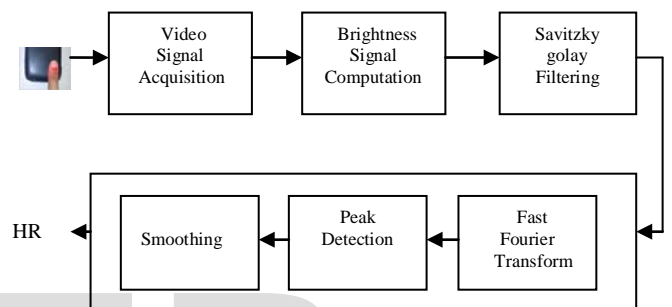 Video
Signal
Acquisition
Brightness
Signal
Computation
Savitzky
golay
Filtering
HR
Smoothing
Peak
Detection
Fast
Fourier
Transform